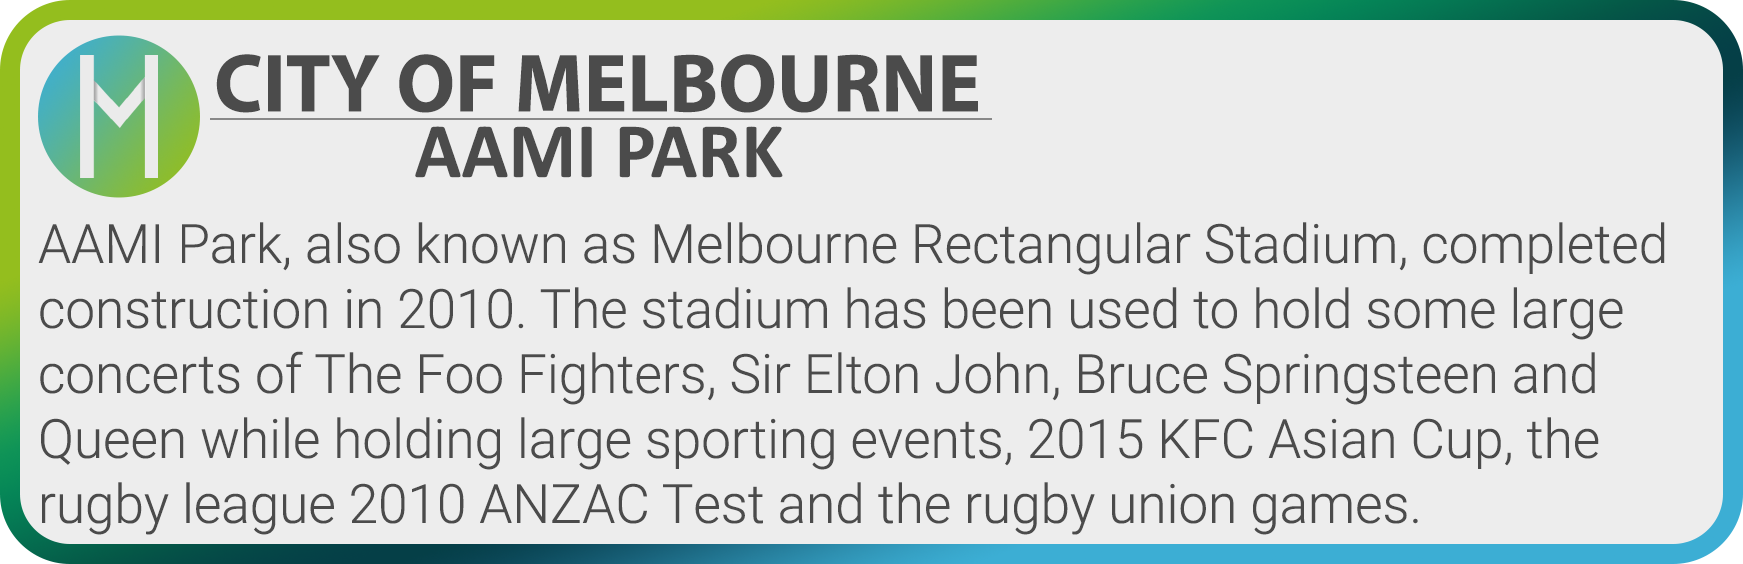 M
CITY OF MELBOURNE
AAMI PARK
AAMI Park, also known as Melbourne Rectangular Stadium, completed
construction in 2010. The stadium has been used to hold some large
concerts of The Foo Fighters, Sir Elton John, Bruce Springsteen and
Queen while holding large sporting events, 2015 KFC Asian Cup, the
rugby league 2010 ANZAC Test and the rugby union games.